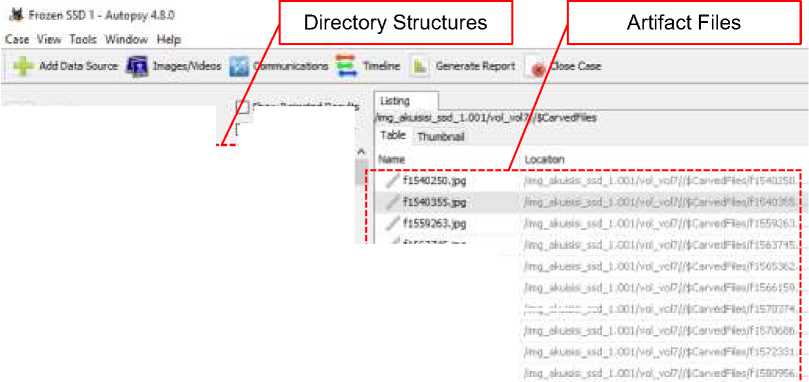 Frozen SSD 1 - Autopsy 4.8.0
Directory Structures
Artifact Files
Case View Tools Window Help
Add Data Source Images/Videos Communications Timeline Generate Report Close Case
Listing
/img_akuisisi_ssd_1.001/vol_vol7//$CarvedFiles
Table Thumbnail
Name Location
f1540250.jpg /img_akuisisi_ssd_1.001/vol_vol7//$CarvedFiles/f1540250.
f1540355.jpg /img_akuisisi_ssd_1.001/vol_vol7//$CarvedFiles/f1540355.
f1559263.jpg /img_akuisisi_ssd_1.001/vol_vol7//$CarvedFiles/f1559263.
/img_akuisisi_ssd_1.001/vol_vol7//$CarvedFiles/f1563745.
/img_akuisisi_ssd_1.001/vol_vol7//$CarvedFiles/f1565362.
/img_akuisisi_ssd_1.001/vol_vol7//$CarvedFiles/f1566159.
/img_akuisisi_ssd_1.001/vol_vol7//$CarvedFiles/f1570374.
/img_akuisisi_ssd_1.001/vol_vol7//$CarvedFiles/f1570686.
/img_akuisisi_ssd_1.001/vol_vol7//$CarvedFiles/f1572331.
/img_akuisisi_ssd_1.001/vol_vol7//$CarvedFiles/f1580956.